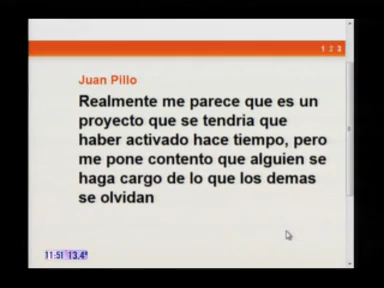 1 2 3
Juan Pillo
Realmente me parece que es un
proyecto que se tendria que
haber activado hace tiempo, pero
me pone contento que alguien se
haga cargo de lo que los demas
se olvidan
11:51 13.4°